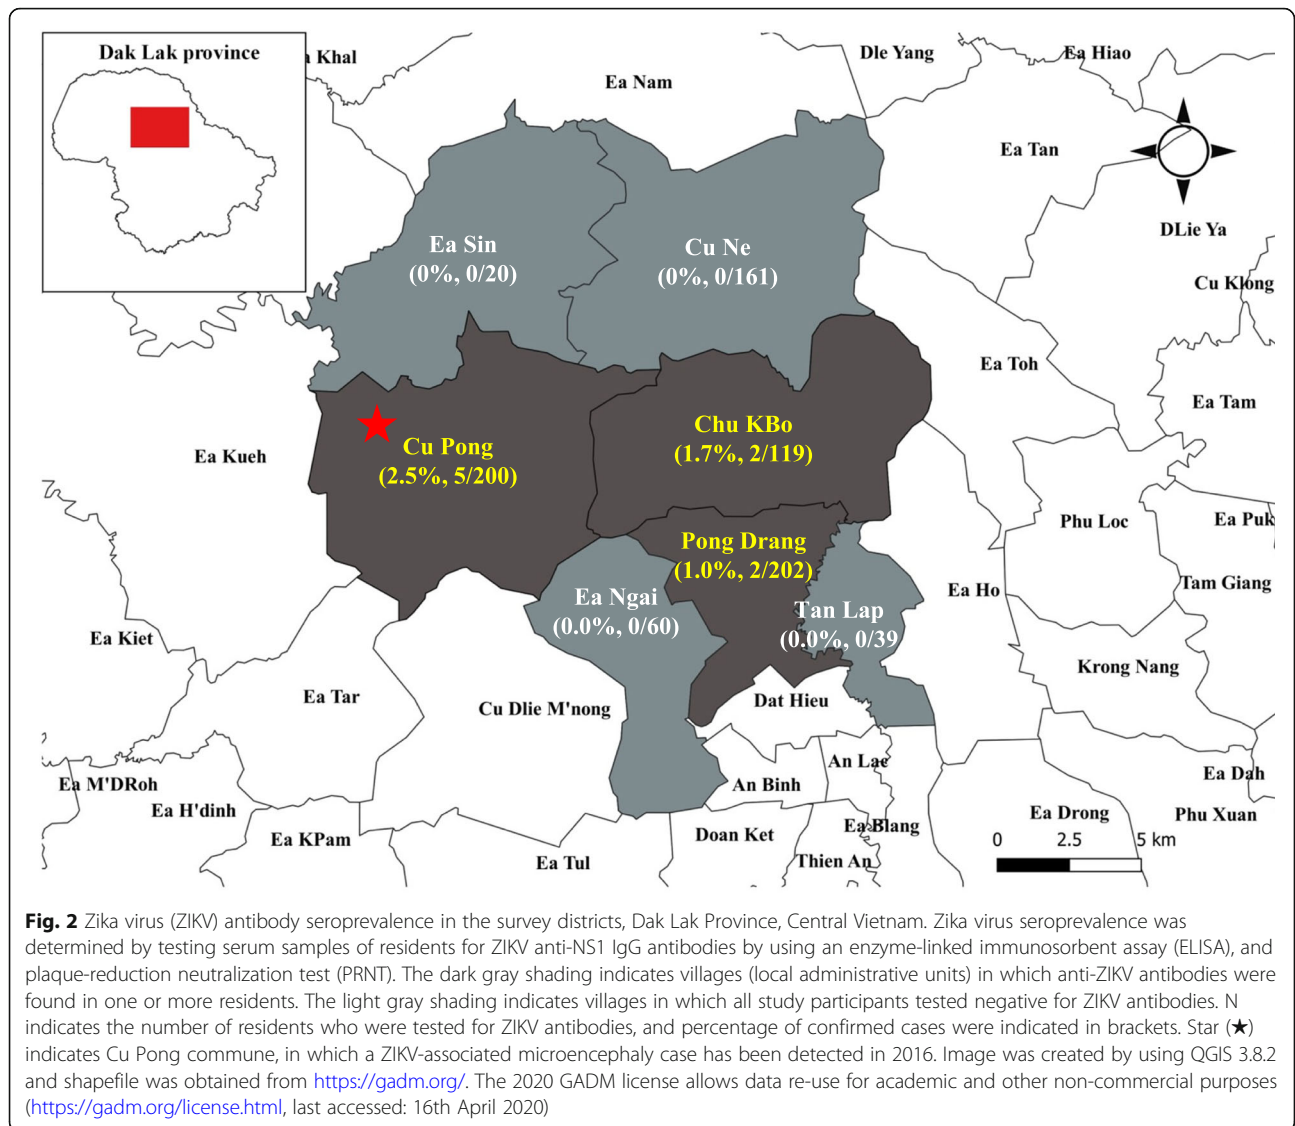 Dak Lak province
a Khal
Ea Nam
Dle Yang
Ea Hiao
Ea Tan
DLie Ya
Ea Sin
(0%, 0/20)
Cu Ne
(0%, 0/161)
Cu Klong
Ea Toh
Ea Tam
Ea Kueh
Cu Pong
(2.5%, 5/200)
Chu KBo
(1.7%, 2/119)
Phu Loc
Ea Puk
Pong Drang
(1.0%, 2/202)
Tam Giang
Ea Ho
Ea Ngai
(0.0%, 0/60)
Tan Lap
(0.0%, 0/39
Ea Kiet
Krong Nang
Ea Tar
Cu Dlie M'nong
Dat Hieu
An Lac
Ea Dah
Ea M'DRoh
An Binh
Ea H'dinh
Ea Drong
Phu Xuan
Ea Blang
Doan Ket
Ea KPam
Ea Tul
Thien An
0 2.5 5 km
Fig. 2 Zika virus (ZIKV) antibody seroprevalence in the survey districts, Dak Lak Province, Central Vietnam. Zika virus seroprevalence was
determined by testing serum samples of residents for ZIKV anti-NS1 IgG antibodies by using an enzyme-linked immunosorbent assay (ELISA), and
plaque-reduction neutralization test (PRNT). The dark gray shading indicates villages (local administrative units) in which anti-ZIKV antibodies were
found in one or more residents. The light gray shading indicates villages in which all study participants tested negative for ZIKV antibodies. N
indicates the number of residents who were tested for ZIKV antibodies, and percentage of confirmed cases were indicated in brackets. Star (★)
indicates Cu Pong commune, in which a ZIKV-associated microencephaly case has been detected in 2016. Image was created by using QGIS 3.8.2
and shapefile was obtained from https://gadm.org/. The 2020 GADM license allows data re-use for academic and other non-commercial purposes
(https://gadm.org/license.html, last accessed: 16th April 2020)